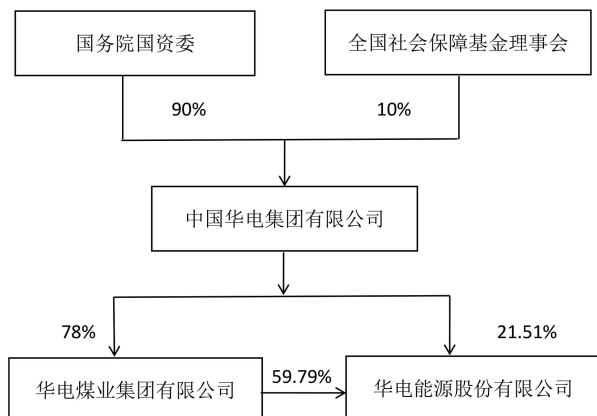 国务院国资委
全国社会保障基金理事会
90%
10%
中国华电集团有限公司
78%
21.51%
华电煤业集团有限公司
59.79%
华电能源股份有限公司